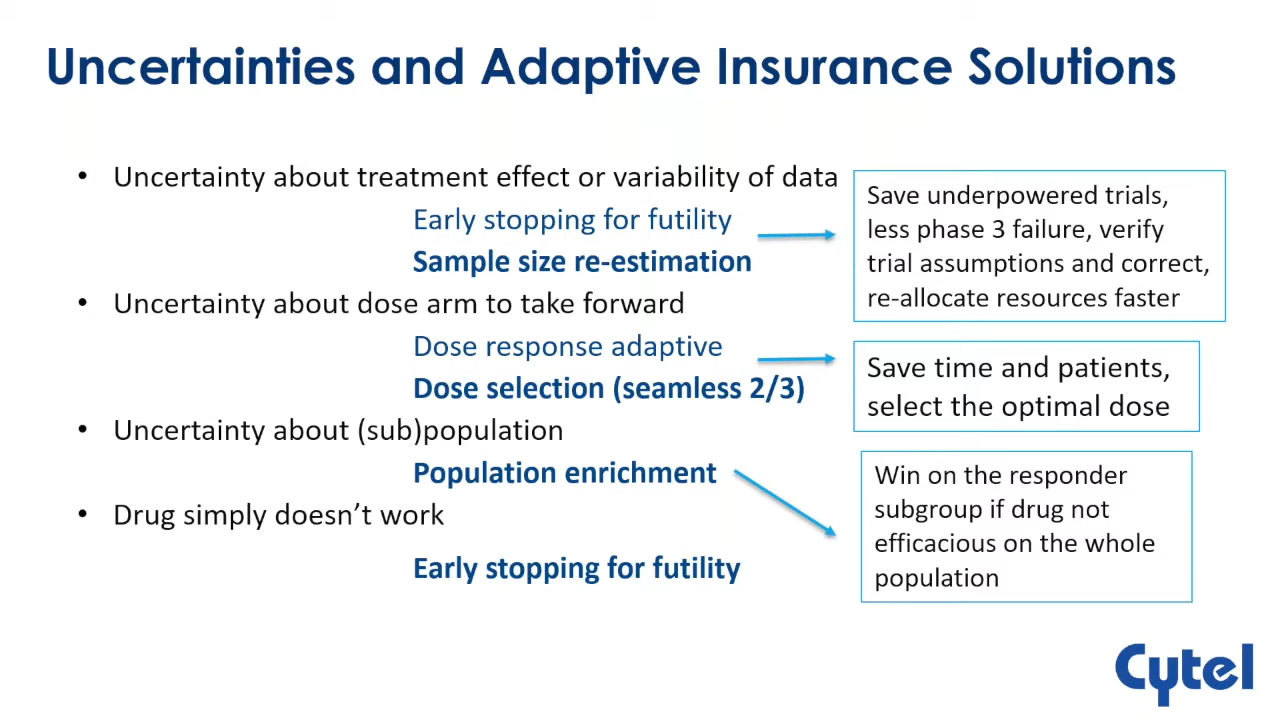 Uncertainties and Adaptive Insurance Solutions
• Uncertainty about treatment effect or variability of data
Early stopping for futility
Sample size re-estimation
• Uncertainty about dose arm to take forward
Dose response adaptive
Dose selection (seamless 2/3)
• Uncertainty about (sub)population
Population enrichment
• Drug simply doesn’t work
Early stopping for futility
Save underpowered trials,
less phase 3 failure, verify
trial assumptions and correct,
re-allocate resources faster
Save time and patients,
select the optimal dose
Win on the responder
subgroup if drug not
efficacious on the whole
population
Cytel